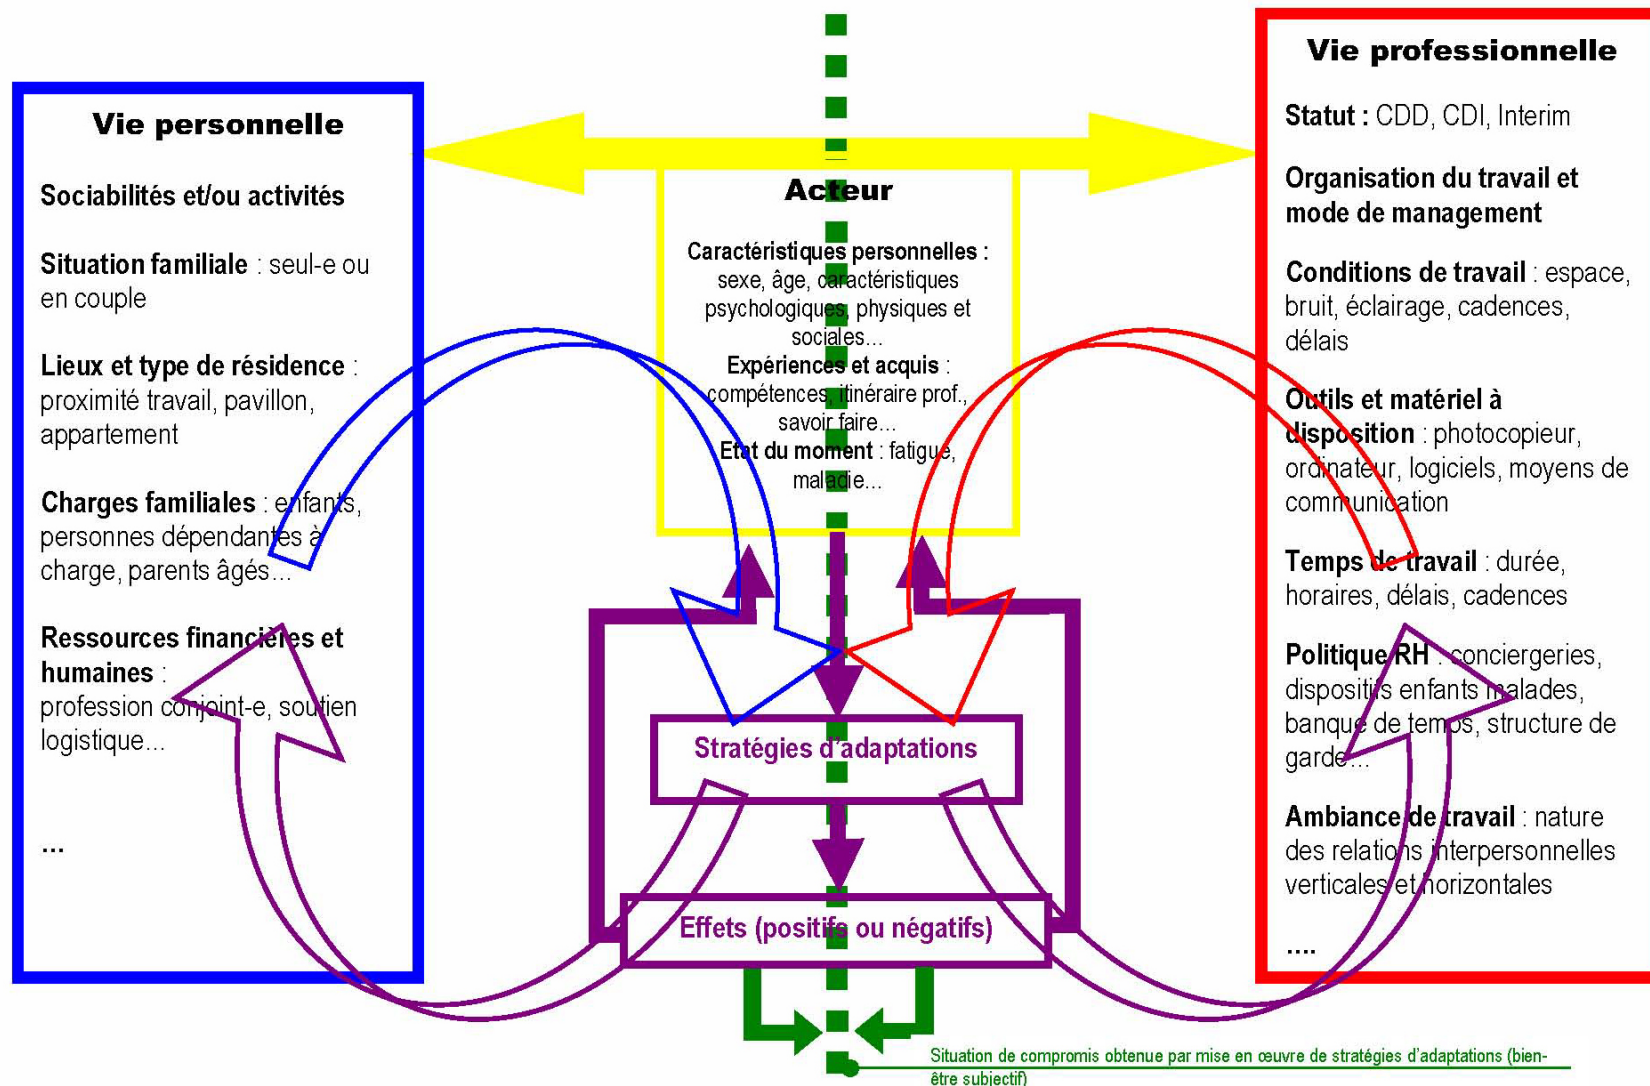 Vie personnelle
Sociabilités et/ou activités
Situation familiale : seul-e ou
en couple
Lieux et type de résidence :
proximité travail, pavillon,
appartement
Charges familiales : enfants,
personnes dépendantes à
charge, parents âgés...
Ressources financières et
humaines :
profession conjoint-e, soutien
logistique...
...
Acteur
Caractéristiques personnelles :
sexe, âge, caractéristiques
psychologiques, physiques et
sociales...
Expériences et acquis :
compétences, itinéraire prof.,
savoir faire...
Etat du moment : fatigue,
maladie...
Stratégies d'adaptations
Effets (positifs ou négatifs)
Situation de compromis obtenue par mise en œuvre de stratégies d'adaptations (bien-
être subjectif)
Vie professionnelle
Statut : CDD, CDI, Interim
Organisation du travail et
mode de management
Conditions de travail : espace,
bruit, éclairage, cadences,
délais
Outils et matériel à
disposition : photocopieur,
ordinateur, logiciels, moyens de
communication
Temps de travail : durée,
horaires, délais, cadences
Politique RH : conciergeries,
dispositifs enfants malades,
banque de temps, structure de
garde...
Ambiance de travail : nature
des relations interpersonnelles
verticales et horizontales
....